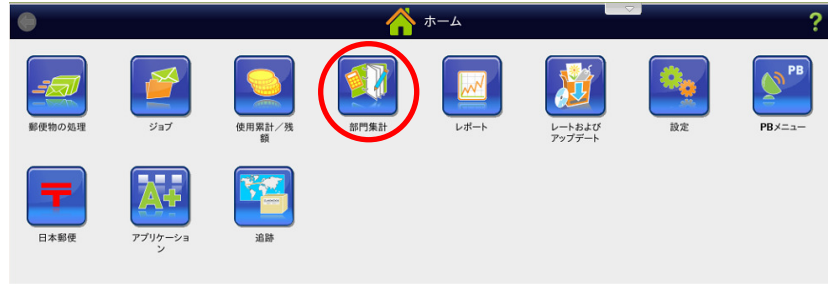 ホーム
?
PB
郵便物の処理
ジョブ
使用累計／残
額
部門集計
レポート
レートおよび
アップデート
設定
PBメニュー
A+
日本郵便
アプリケーショ
ン
追跡